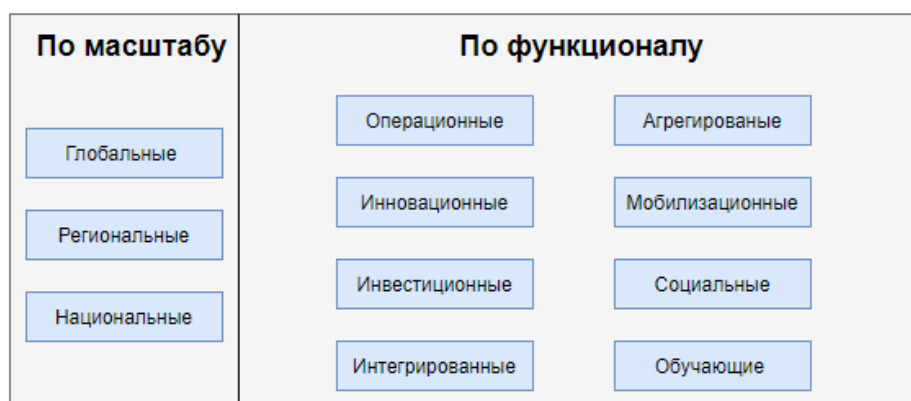 По масштабу
Глобальные
Региональные
Национальные
По функционалу
Операционные
Агрегированые
Инновационные
Мобилизационные
Инвестиционные
Социальные
Интегрированные
Обучающие